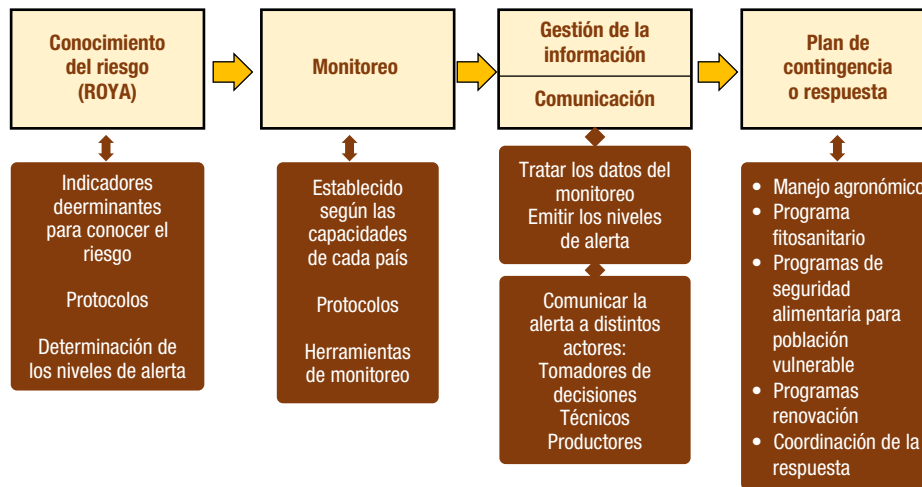 Conocimiento
del riesgo
(ROYA)
Indicadores
deerminantes
para conocer el
riesgo
Protocolos
Determinación de
los niveles de alerta
Monitoreo
Establecido
según las
capacidades
de cada país
Protocolos
Herramientas
de monitoreo
Gestión de la
información
Comunicación
Tratar los datos del
monitoreo
Emitir los niveles
de alerta
Comunicar la
alerta a distintos
actores:
Tomadores de
decisiones
Técnicos
Productores
Plan de
contingencia
o respuesta
• Manejo agronómico
• Programa
fitosanitario
• Programas de
seguridad
alimentaria para
población
vulnerable
• Programas
renovación
• Coordinación de la
respuesta